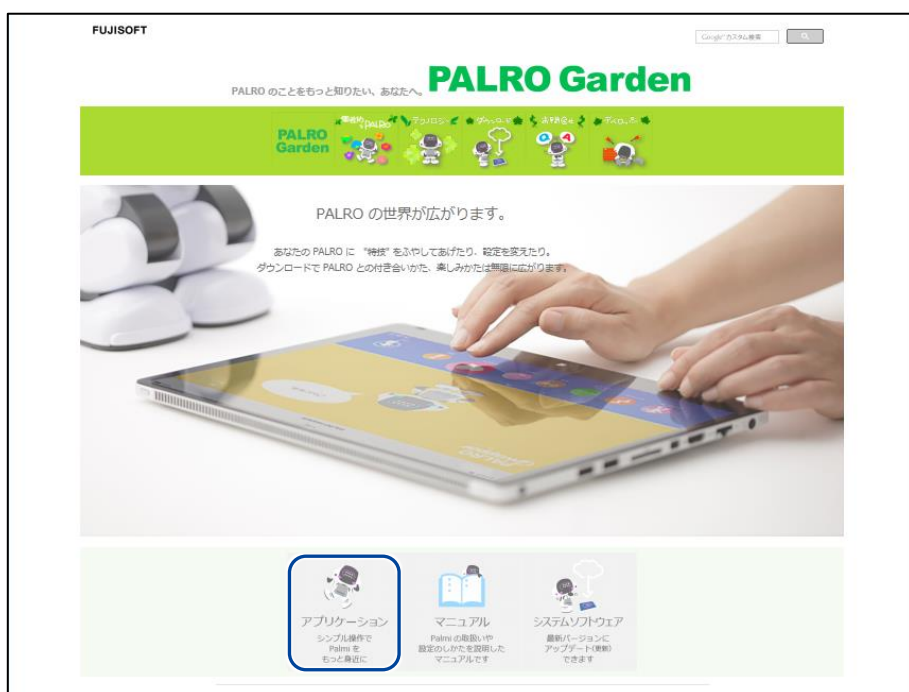 FUJISOFT
Google カスタム検索
PALRO のことをもっと知りたい、あなたへ。 PALRO Garden
PALRO
Garden
PALRO の世界が広がります。
あなたの PALRO に "特技" をふやしてあげたり、設定を変えたり。
ダウンロードで PALRO との付き合いかた、楽しみかたは無限に広がります。
アプリケーション
シンプル操作で
Palmi を
もっと身近に
マニュアル
Palmi の取扱いや
設定のしかたを説明した
マニュアルです
システムソフトウェア
最新バージョンに
アップデート(更新)
できます